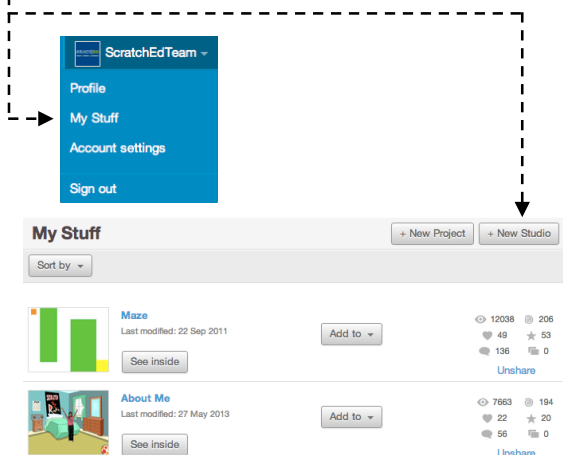 ScratchEdTeam
Profile
My Stuff
Account settings
Sign out
My Stuff
+ New Project
+ New Studio
Sort by
Maze
Last modified: 22 Sep 2011
See inside
Add to
12038 206
49 53
136 0
Unshare
About Me
Last modified: 27 May 2013
See inside
Add to
7663 194
22 20
56 0
Unshare